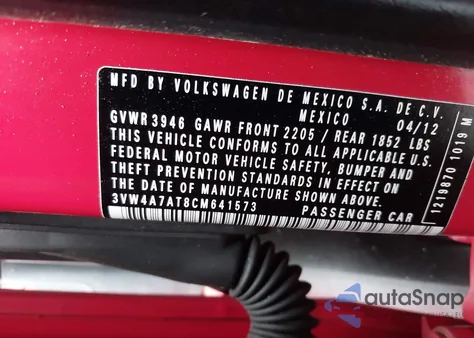 MFD BY VOLKSWAGEN DE MEXICO S.A. DE C.V.
MEXICO 04/12
GVWR 3946 GAWR FRONT 2205 / REAR 1852 LBS
THIS VEHICLE CONFORMS TO ALL APPLICABLE U.S.
FEDERAL MOTOR VEHICLE SAFETY, BUMPER AND
THEFT PREVENTION STANDARDS IN EFFECT ON
THE DATE OF MANUFACTURE SHOWN ABOVE.
3VW4A7AT8CM641573 PASSENGER CAR
1219870 1019 M
autoSnap